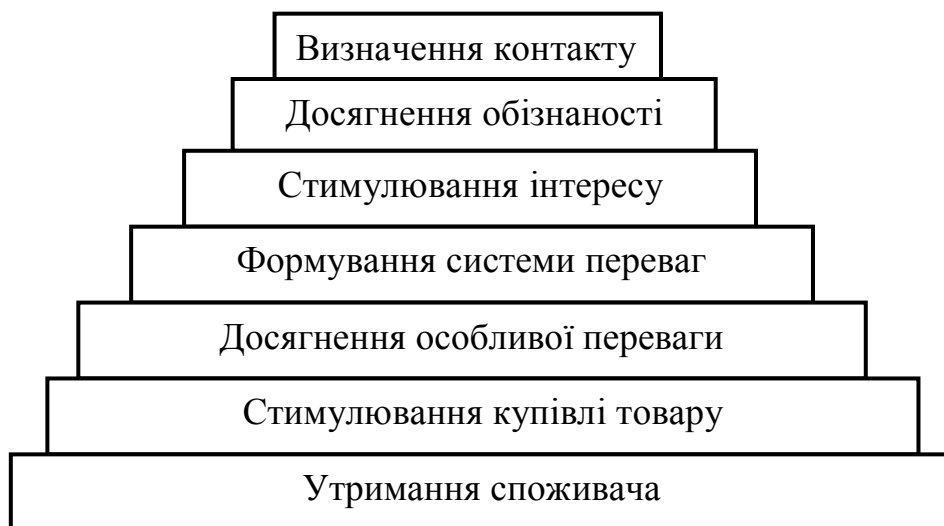 Визначення контакту
Досягнення обізнаності
Стимулювання інтересу
Формування системи переваг
Досягнення особливої переваги
Стимулювання купівлі товару
Утримання споживача